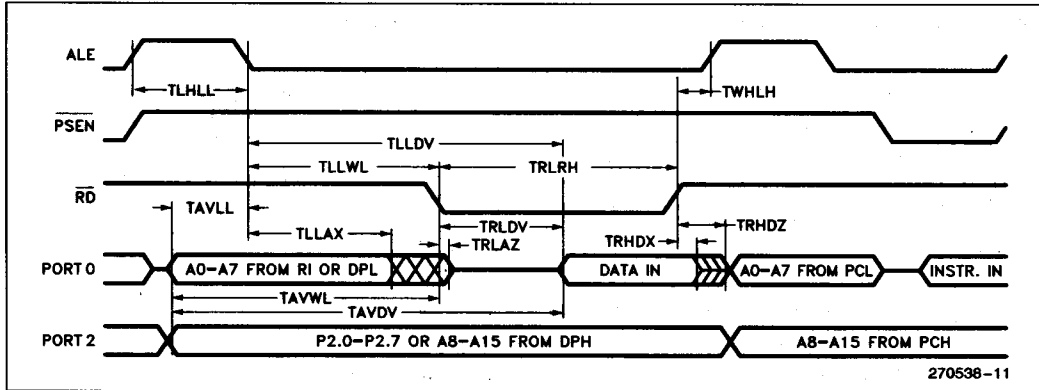 ALE
TLHLL
TWHLH
PSEN
TLLDV
TLLWL
TRLRH
RD
TAVLL
TLLAX
TRLDV
TRLAZ
TRHDX
TRHDZ
PORT 0
A0-A7 FROM RI OR DPL
DATA IN
A0-A7 FROM PCL
INSTR. IN
TAVWL
TAVDV
PORT 2
P2.0-P2.7 OR A8-A15 FROM DPH
A8-A15 FROM PCH
270538-11